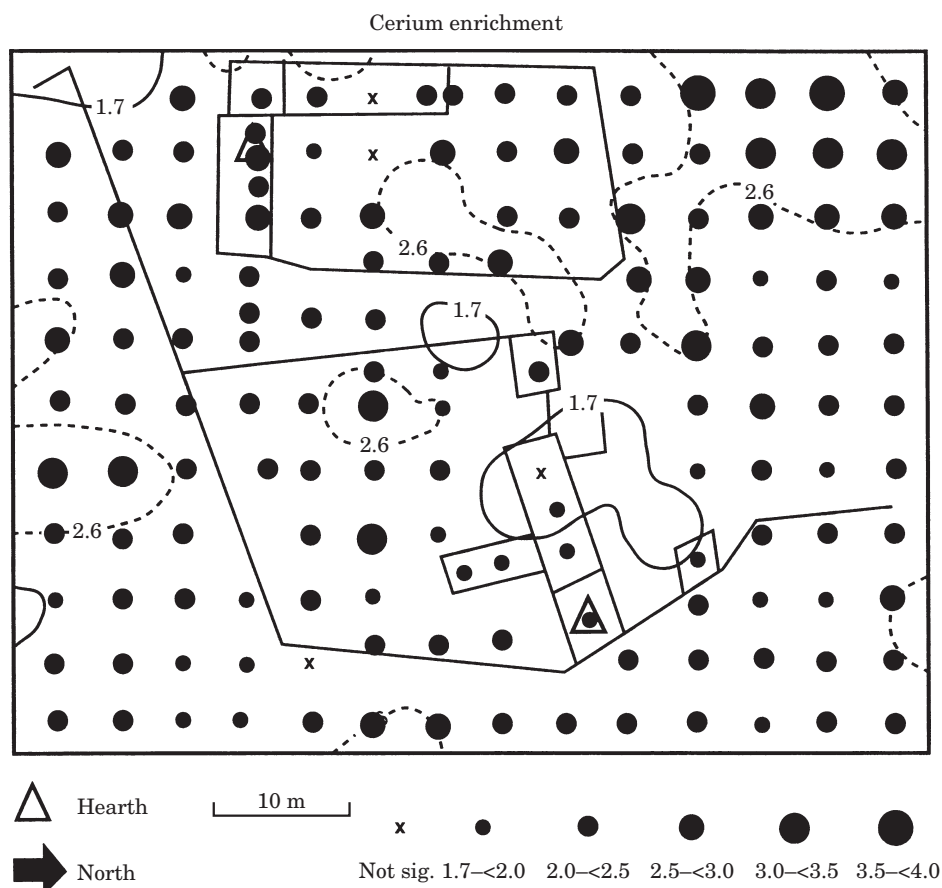 Cerium enrichment
1.7
2.6
2.6
1.7
1.7
2.6
2.6
Hearth
10 m
x
x
x
x
x
North
Not sig. 1.7–<2.0 2.0–<2.5 2.5–<3.0 3.0–<3.5 3.5–<4.0